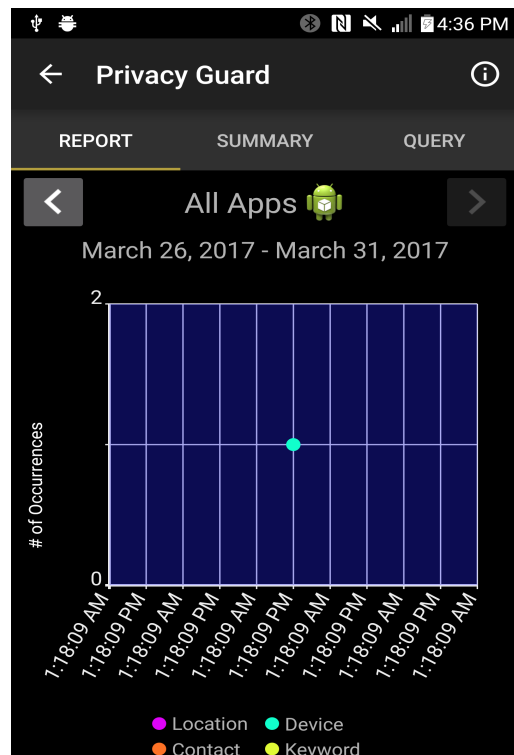 4:36 PM
Privacy Guard
REPORT SUMMARY QUERY
All Apps
March 26, 2017 - March 31, 2017
2
# of Occurrences
0
1:18:09 AM 1:18:09 PM 1:18:09 AM 1:18:09 PM 1:18:09 AM 1:18:09 PM 1:18:09 AM 1:18:09 PM 1:18:09 AM 1:18:09 PM 1:18:09 AM
Location Device
Contact Keyword